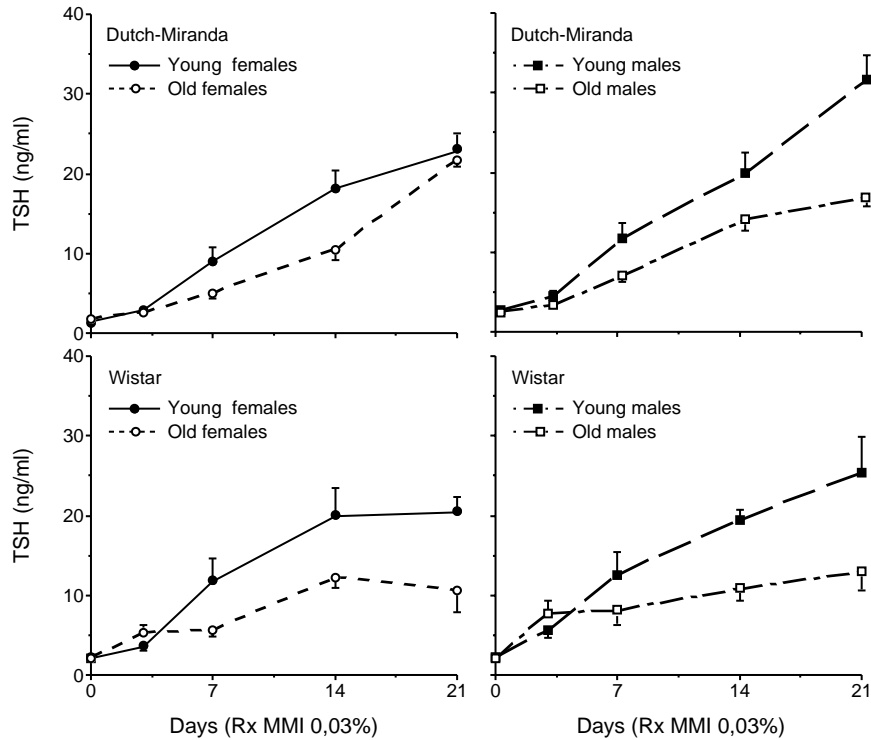 40
30
20
10
0
TSH (ng/ml)
Dutch-Miranda
Young females
Old females
Dutch-Miranda
Young males
Old males
40
30
20
10
0
TSH (ng/ml)
Wistar
Young females
Old females
0 7 14 21
Days (Rx MMI 0,03%)
Wistar
Young males
Old males
0 7 14 21
Days (Rx MMI 0,03%)